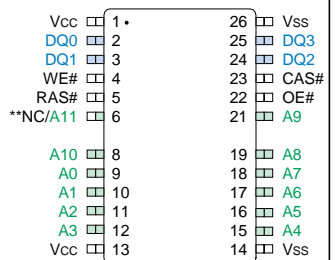 Vcc 1 26 Vss
DQ0 2 25 DQ3
DQ1 3 24 DQ2
WE# 4 23 CAS#
RAS# 5 22 OE#
**NC/A11 6 21 A9
A10 8 19 A8
A0 9 18 A7
A1 10 17 A6
A2 11 16 A5
A3 12 15 A4
Vcc 13 14 Vss